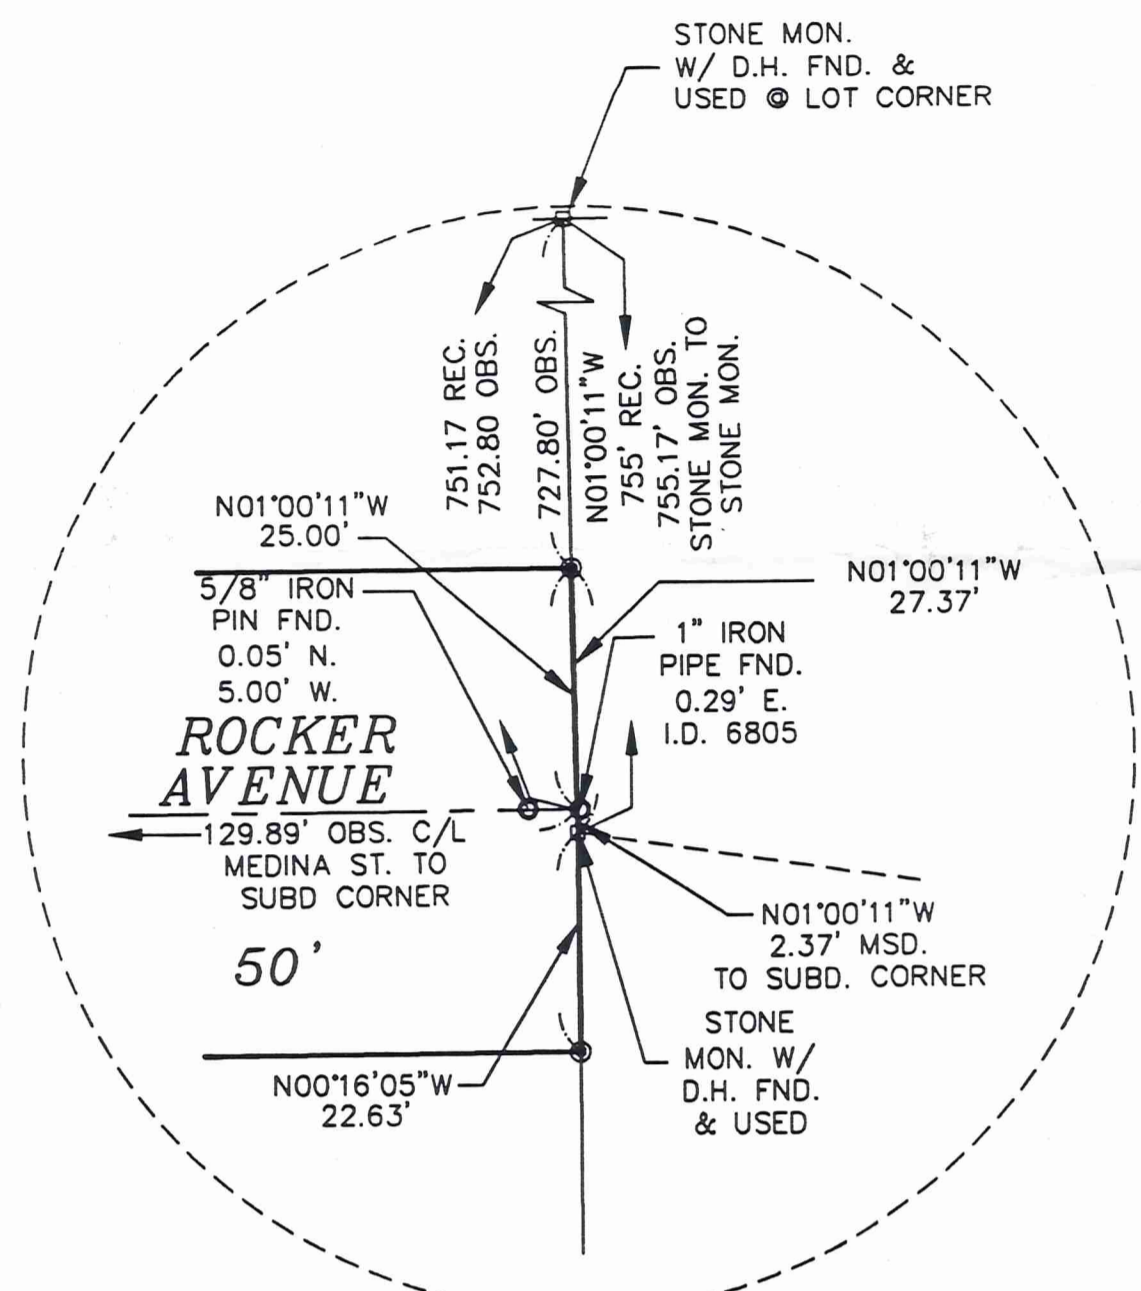 STONE MON.
W/ D.H. FND. &
USED @ LOT CORNER
751.17 REC.
752.80 OBS.
727.80' OBS.
N01°00'11"W
755' REC.
755.17' OBS.
STONE MON. TO
STONE MON.
N01°00'11"W
25.00'
N01°00'11"W
27.37'
5/8" IRON
PIN FND.
0.05' N.
5.00' W.
1" IRON
PIPE FND.
0.29' E.
I.D. 6805
ROCKER
AVENUE
129.89' OBS. C/L
MEDINA ST. TO
SUBD CORNER
50'
N01°00'11"W
2.37' MSD.
TO SUBD. CORNER
STONE
MON. W/
D.H. FND.
& USED
N00°16'05"W
22.63'